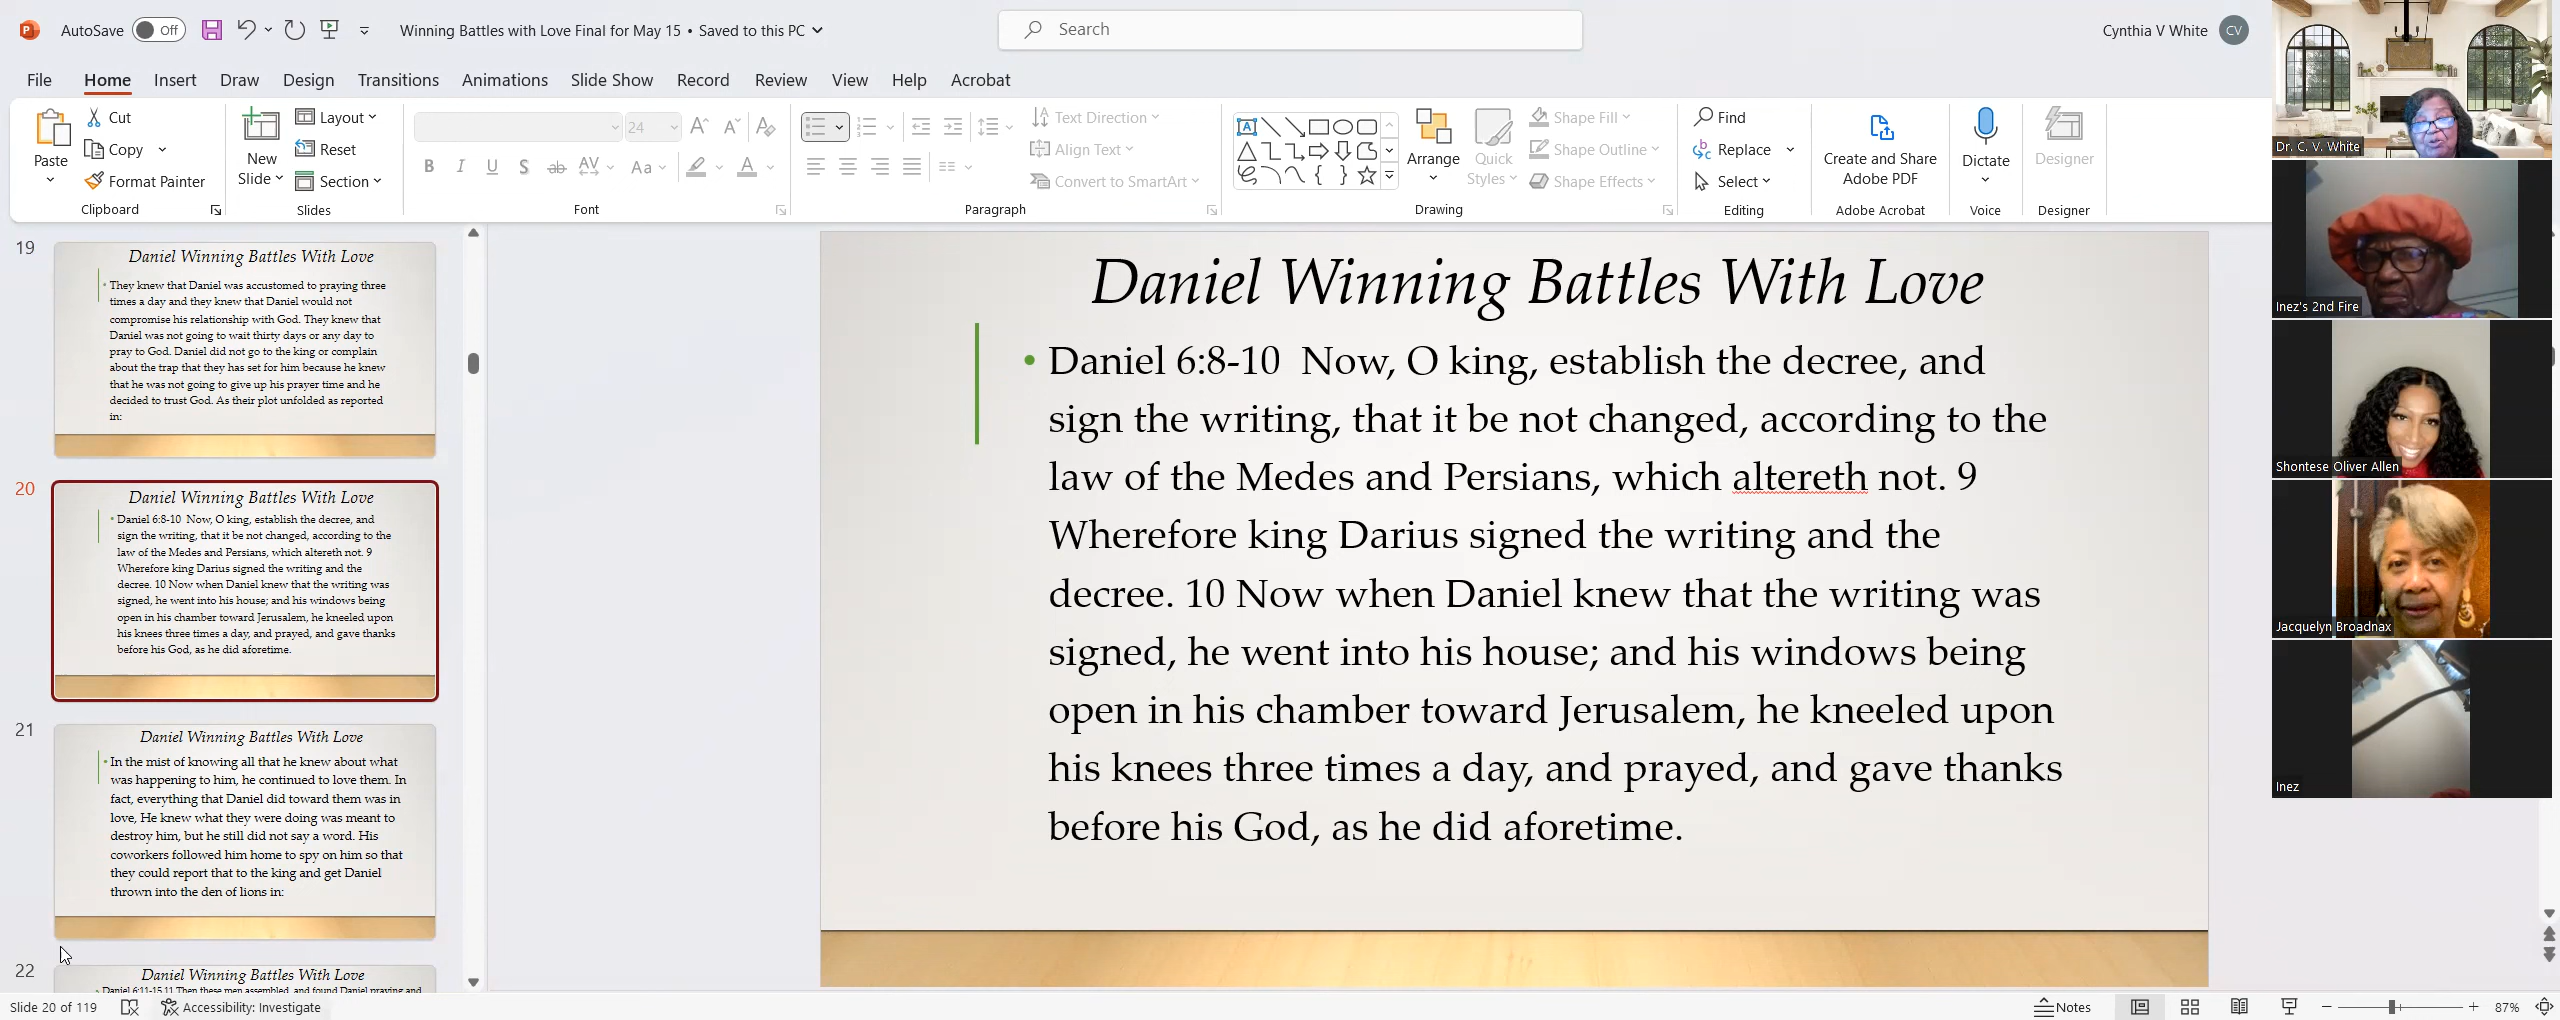 AutoSave Off Winning Battles with Love Final for May 15 • Saved to this PC Search Cynthia V White CV
File Home Insert Draw Design Transitions Animations Slide Show Record Review View Help Acrobat
Paste Cut Copy Format Painter Clipboard
New Slide Layout Reset Section Slides
24 Font
Text Direction Align Text Convert to SmartArt Paragraph
Arrange Quick Styles Shape Fill Shape Outline Shape Effects Drawing
Find Replace Select Editing
Create and Share Adobe PDF Adobe Acrobat
Dictate Voice
Designer Designer
19
Daniel Winning Battles With Love
• They knew that Daniel was accustomed to praying three
times a day and they knew that Daniel would not
compromise his relationship with God. They knew that
Daniel was not going to wait thirty days or any day to
pray to God. Daniel did not go to the king or complain
about the trap that they has set for him because he knew
that he was not going to give up his prayer time and he
decided to trust God. As their plot unfolded as reported
in:
20
Daniel Winning Battles With Love
• Daniel 6:8-10 Now, O king, establish the decree, and
sign the writing, that it be not changed, according to the
law of the Medes and Persians, which altereth not. 9
Wherefore king Darius signed the writing and the
decree. 10 Now when Daniel knew that the writing was
signed, he went into his house; and his windows being
open in his chamber toward Jerusalem, he kneeled upon
his knees three times a day, and prayed, and gave thanks
before his God, as he did aforetime.
21
Daniel Winning Battles With Love
• In the mist of knowing all that he knew about what
was happening to him, he continued to love them. In
fact, everything that Daniel did toward them was in
love, He knew what they were doing was meant to
destroy him, but he still did not say a word. His
coworkers followed him home to spy on him so that
they could report that to the king and get Daniel
thrown into the den of lions in:
22
Daniel Winning Battles With Love
• Daniel 6:11-15 11 Then these men assembled, and found Daniel praying and
Daniel Winning Battles With Love
• Daniel 6:8-10 Now, O king, establish the decree, and
sign the writing, that it be not changed, according to the
law of the Medes and Persians, which altereth not. 9
Wherefore king Darius signed the writing and the
decree. 10 Now when Daniel knew that the writing was
signed, he went into his house; and his windows being
open in his chamber toward Jerusalem, he kneeled upon
his knees three times a day, and prayed, and gave thanks
before his God, as he did aforetime.
Dr. C. V. White
Inez's 2nd Fire
Shontese Oliver Allen
Jacquelyn Broadnax
Inez
Slide 20 of 119 Accessibility: Investigate Notes 87%